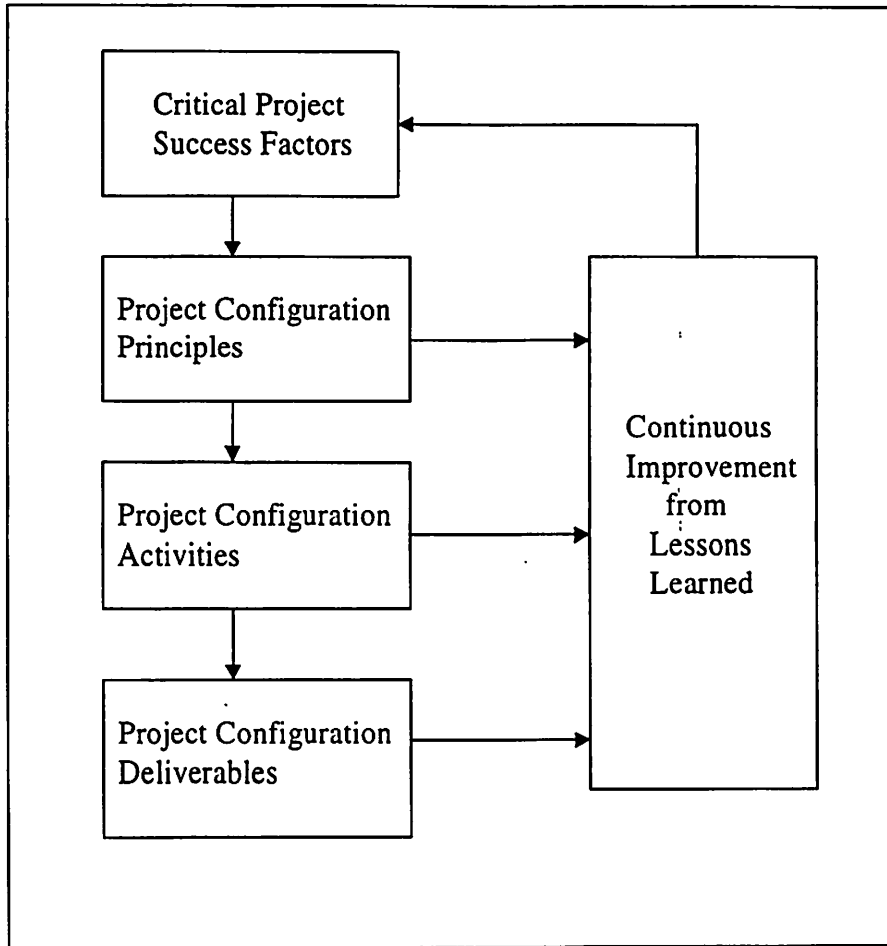 Critical Project
Success Factors
Project Configuration
Principles
Project Configuration
Activities
Project Configuration
Deliverables
Continuous
Improvement
from
Lessons
Learned